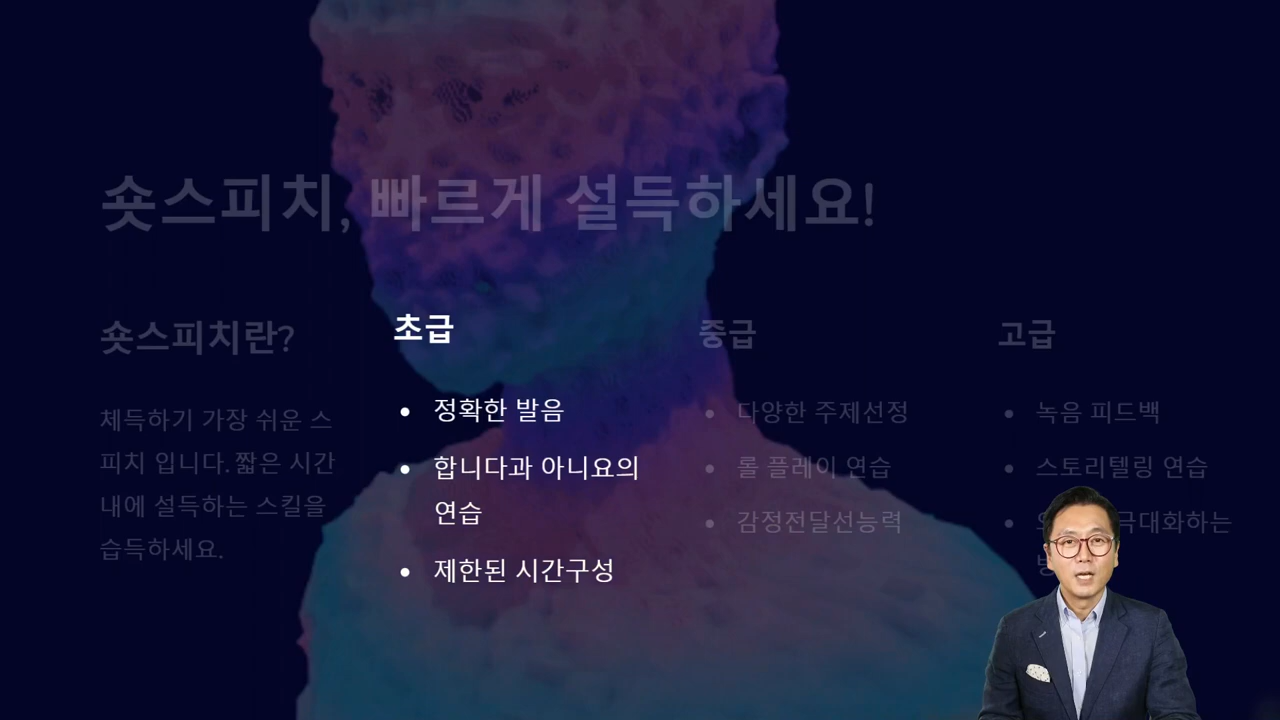 숏스피치, 빠르게 설득하세요!
숏스피치란?
체득하기 가장 쉬운 스
피치 입니다. 짧은 시간
내에 설득하는 스킬을
습득하세요.
초급
• 정확한 발음
• 합니다과 아니요의
연습
• 제한된 시간구성
중급
• 다양한 주제선정
• 롤 플레이 연습
• 감정전달선능력
고급
• 녹음 피드백
• 스토리텔링 연습